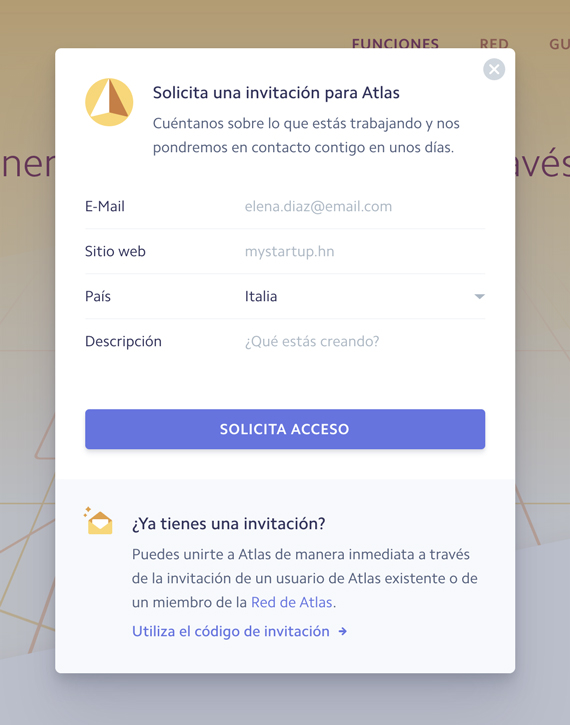 FUNCIONES RED GU
Solicita una invitación para Atlas
Cuéntanos sobre lo que estás trabajando y nos
pondremos en contacto contigo en unos días.
ner
avés
E-Mail elena.diaz@email.com
Sitio web mystartup.hn
País Italia
Descripción ¿Qué estás creando?
SOLICITA ACCESO
¿Ya tienes una invitación?
Puedes unirte a Atlas de manera inmediata a través
de la invitación de un usuario de Atlas existente o de
un miembro de la Red de Atlas.
Utiliza el código de invitación →